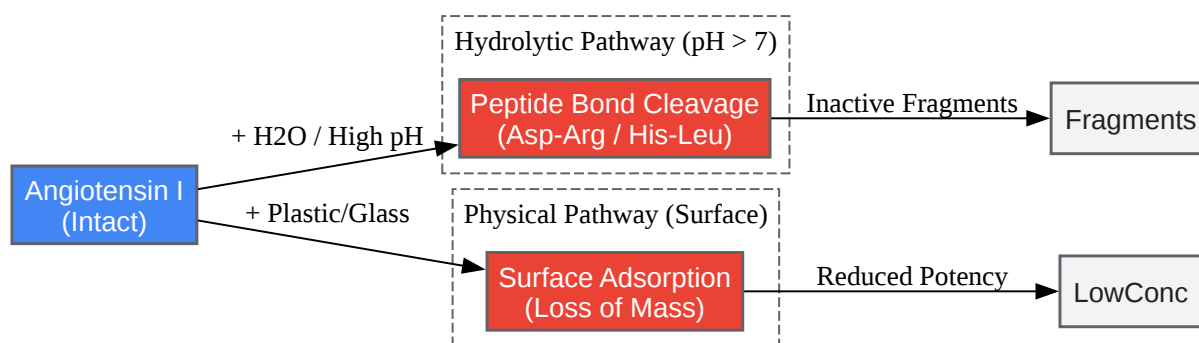 Hydrolytic Pathway (pH > 7)
Peptide Bond Cleavage
(Asp-Arg / His-Leu)
Inactive Fragments
Fragments
+ H2O / High pH
Angiotensin I
(Intact)
+ Plastic/Glass
Physical Pathway (Surface)
Surface Adsorption
(Loss of Mass)
Reduced Potency
LowConc